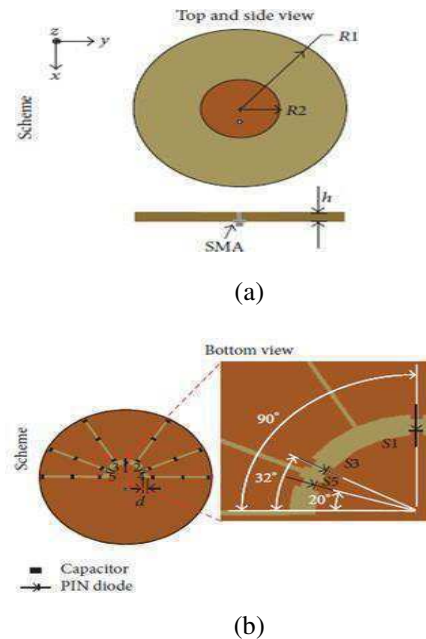 Top and side view
z
y
x
R1
R2
Scheme
h
SMA
(a)
Bottom view
Scheme
d
90°
32°
20°
S1
S3
S5
Capacitor
PIN diode
(b)